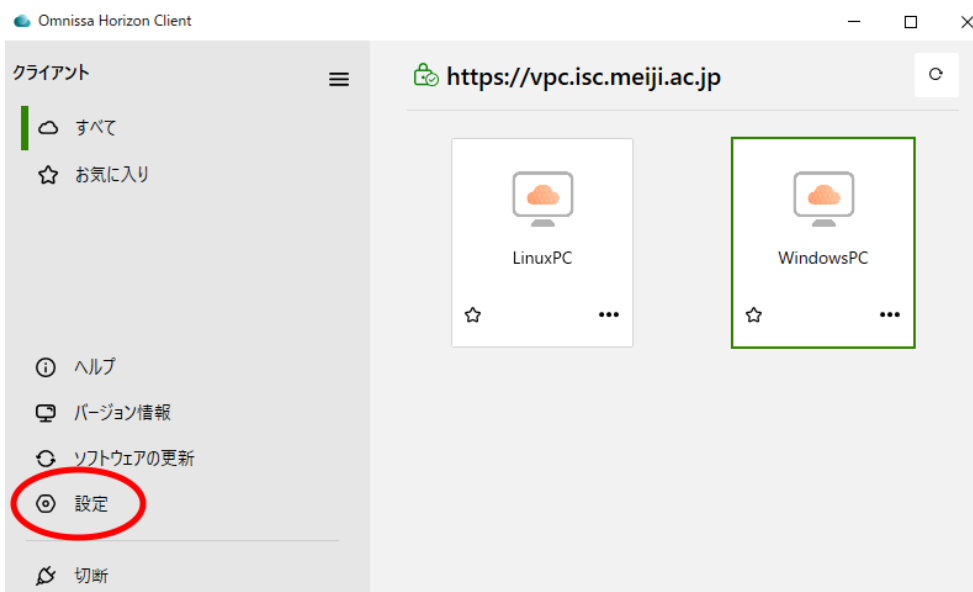 Omnissa Horizon Client
クライアント
すべて
お気に入り
ヘルプ
バージョン情報
ソフトウェアの更新
設定
切断
https://vpc.isc.meiji.ac.jp
LinuxPC
WindowsPC